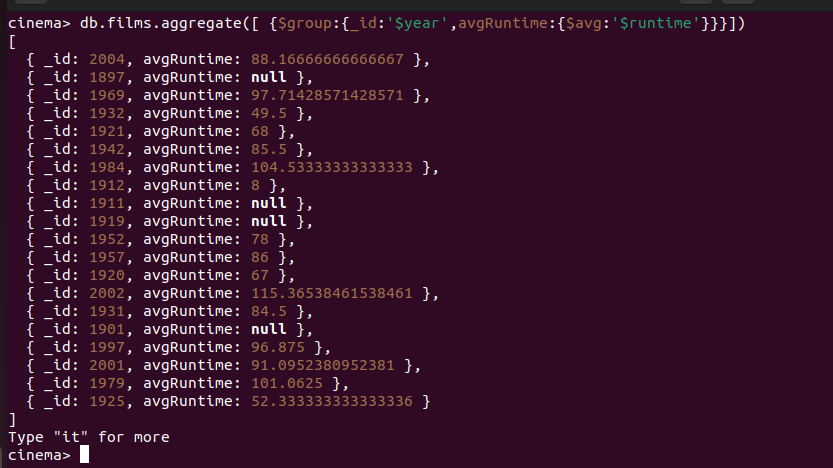 cinema> db.films.aggregate([ {$group:{_id:'$year',avgRuntime:{$avg:'$runtime'}}}])
[
  { _id: 2004, avgRuntime: 88.16666666666667 },
  { _id: 1897, avgRuntime: null },
  { _id: 1969, avgRuntime: 97.71428571428571 },
  { _id: 1932, avgRuntime: 49.5 },
  { _id: 1921, avgRuntime: 68 },
  { _id: 1942, avgRuntime: 85.5 },
  { _id: 1984, avgRuntime: 104.53333333333333 },
  { _id: 1912, avgRuntime: 8 },
  { _id: 1911, avgRuntime: null },
  { _id: 1919, avgRuntime: null },
  { _id: 1952, avgRuntime: 78 },
  { _id: 1957, avgRuntime: 86 },
  { _id: 1920, avgRuntime: 67 },
  { _id: 2002, avgRuntime: 115.36538461538461 },
  { _id: 1931, avgRuntime: 84.5 },
  { _id: 1901, avgRuntime: null },
  { _id: 1997, avgRuntime: 96.875 },
  { _id: 2001, avgRuntime: 91.0952380952381 },
  { _id: 1979, avgRuntime: 101.0625 },
  { _id: 1925, avgRuntime: 52.333333333333336 }
]
Type "it" for more
cinema>